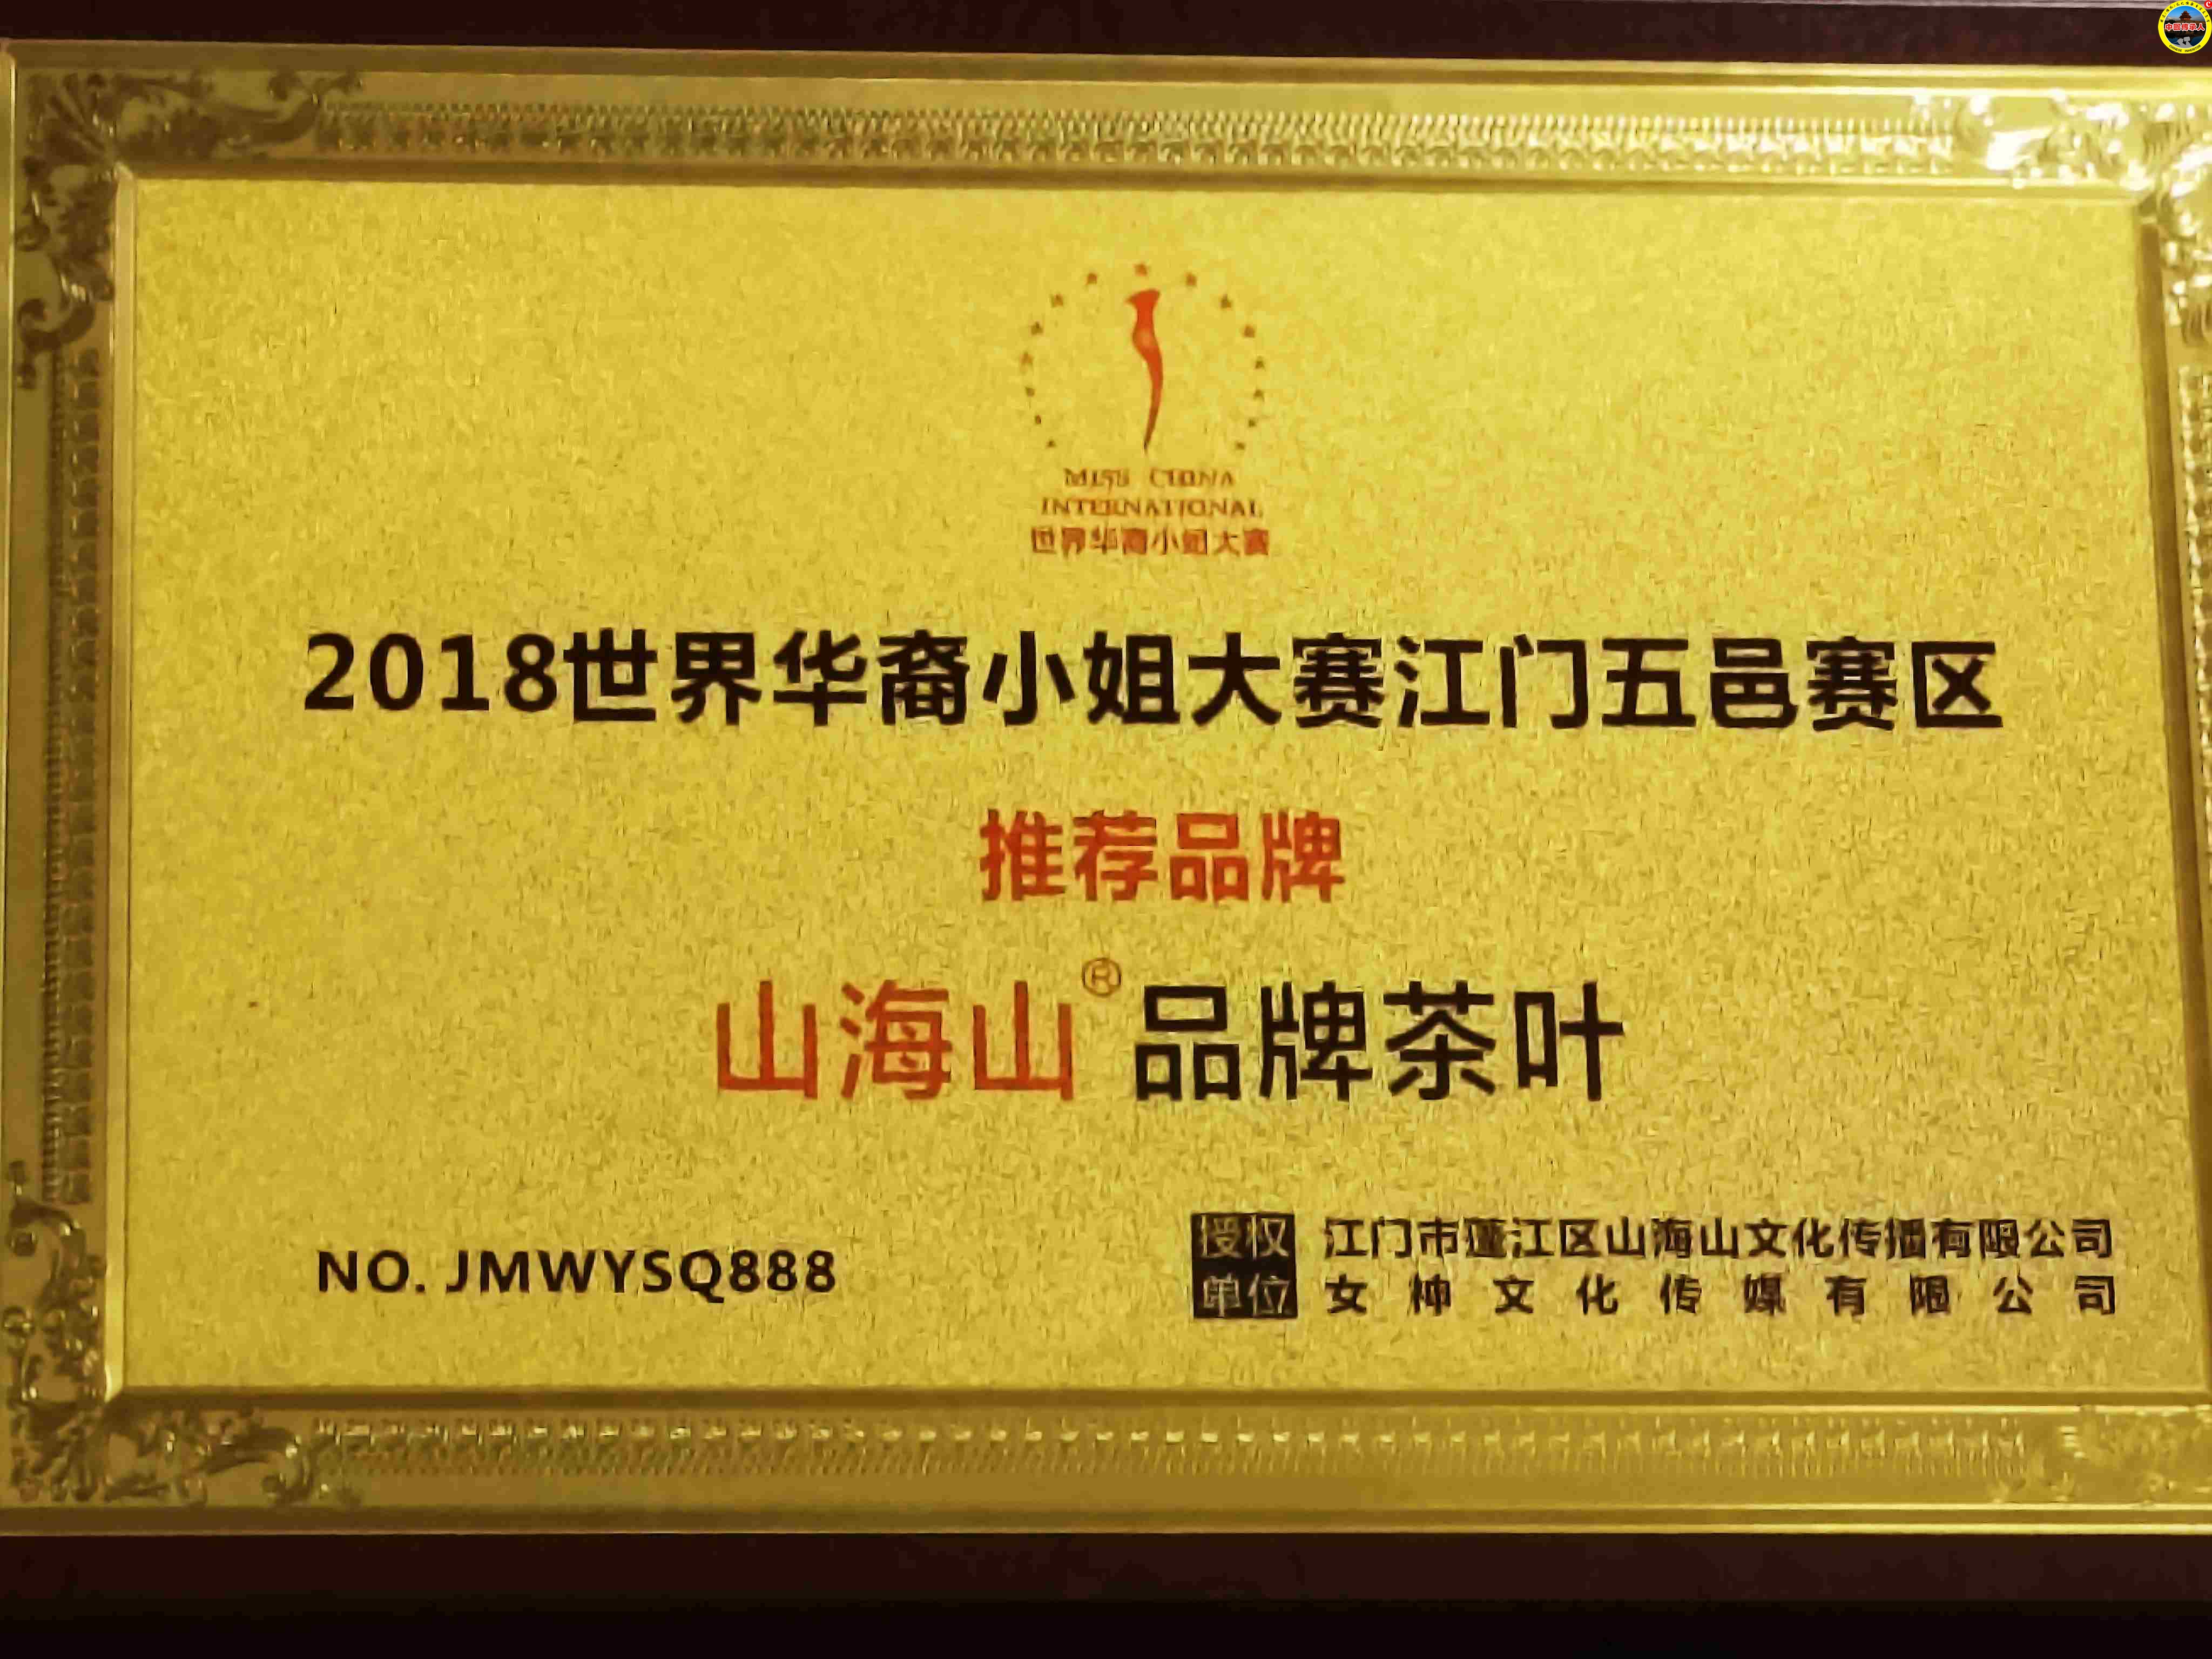 MISS CHINA
INTERNATIONAL
世界华裔小姐大赛
2018世界华裔小姐大赛江门五邑赛区
推荐品牌
山海山® 品牌茶叶
NO. JMWYSQ888
授权单位
江门市蓬江区山海山文化传播有限公司
女神文化传媒有限公司